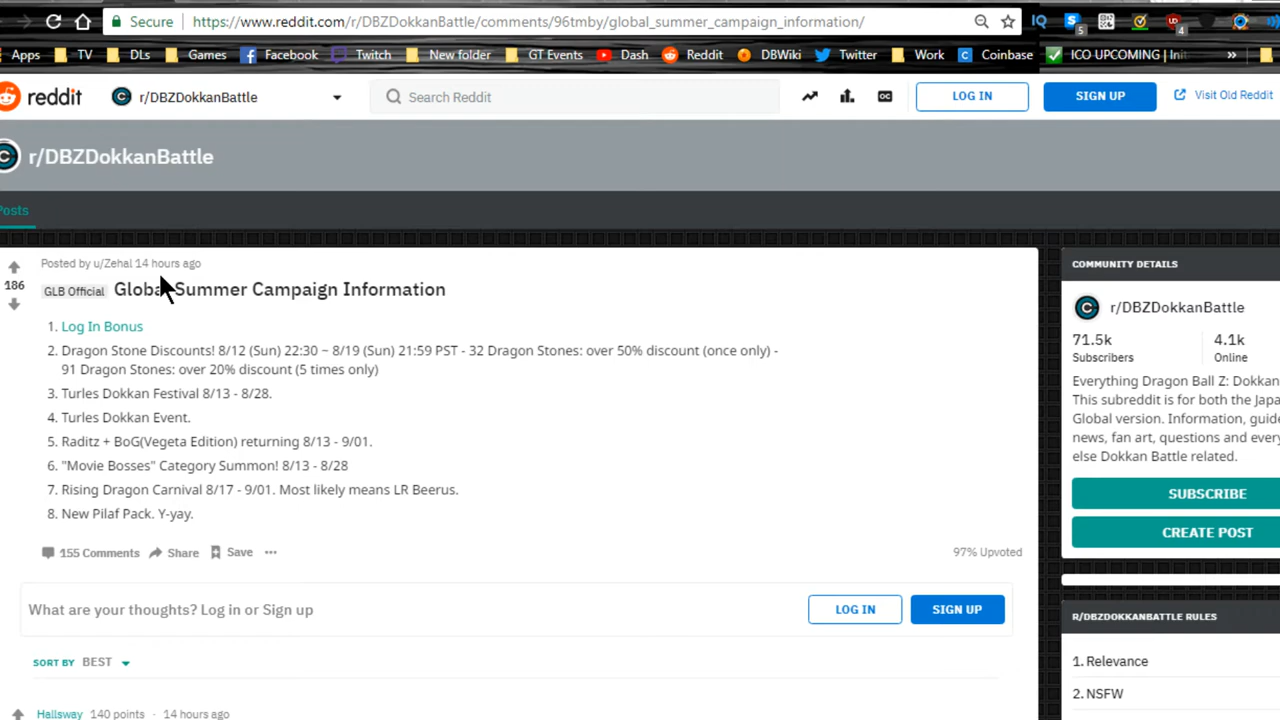 Secure https://www.reddit.com/r/DBZDokkanBattle/comments/96tmby/global_summer_campaign_information/ IQ 5 4
Apps TV DLs Games Facebook Twitch New folder GT Events Dash Reddit DBWiki Twitter Work Coinbase ICO UPCOMING | »
reddit r/DBZDokkanBattle Search Reddit LOG IN SIGN UP Visit Old Reddit
r/DBZDokkanBattle
Posts
Posted by u/Zehal 14 hours ago
186
GLB Official Global Summer Campaign Information
1. Log In Bonus
2. Dragon Stone Discounts! 8/12 (Sun) 22:30 ~ 8/19 (Sun) 21:59 PST - 32 Dragon Stones: over 50% discount (once only) -
91 Dragon Stones: over 20% discount (5 times only)
3. Turles Dokkan Festival 8/13 - 8/28.
4. Turles Dokkan Event.
5. Raditz + BoG(Vegeta Edition) returning 8/13 - 9/01.
6. "Movie Bosses" Category Summon! 8/13 - 8/28
7. Rising Dragon Carnival 8/17 - 9/01. Most likely means LR Beerus.
8. New Pilaf Pack. Y-yay.
155 Comments Share Save ••• 97% Upvoted
What are your thoughts? Log in or Sign up LOG IN SIGN UP
SORT BY BEST
Hallsway 140 points · 14 hours ago
COMMUNITY DETAILS
r/DBZDokkanBattle
71.5k 4.1k
Subscribers Online
Everything Dragon Ball Z: Dokkan
This subreddit is for both the Japa
Global version. Information, guide
news, fan art, questions and every
else Dokkan Battle related.
SUBSCRIBE
CREATE POST
R/DBZDOKKANBATTLE RULES
1. Relevance
2. NSFW